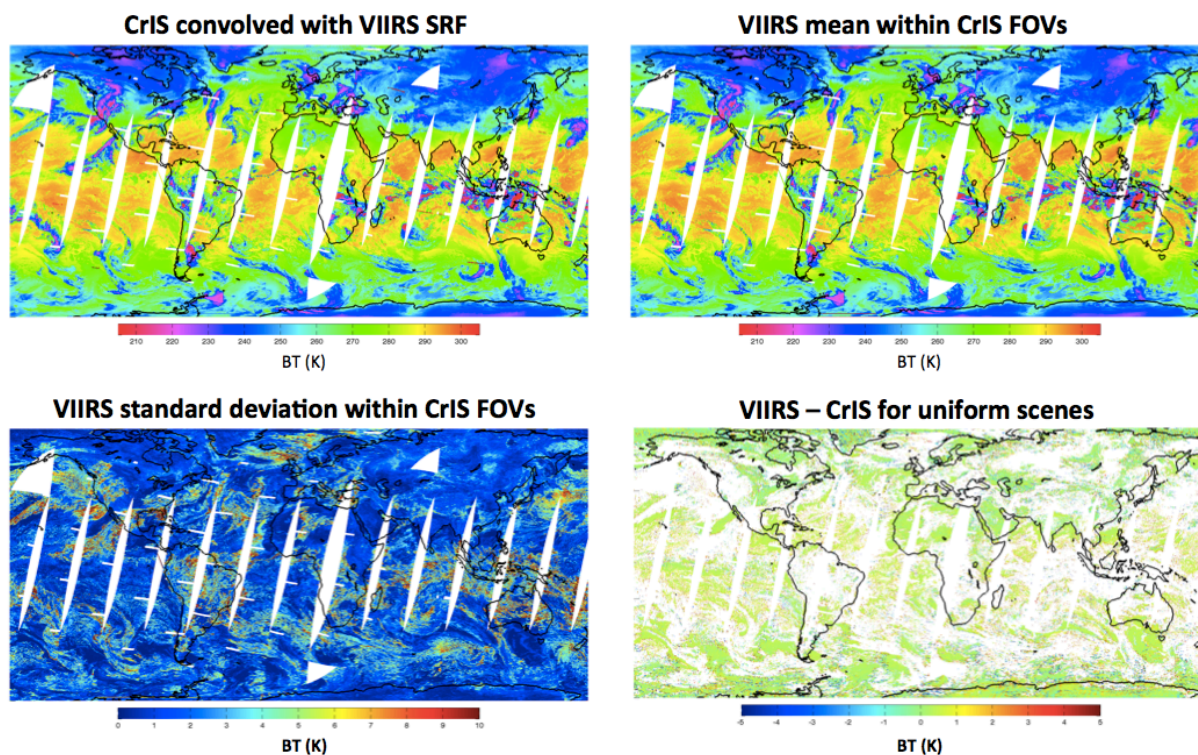 CrIS convolved with VIIRS SRF
VIIRS mean within CrIS FOVs
210 220 230 240 250 260 270 280 290 300
BT (K)
210 220 230 240 250 260 270 280 290 300
BT (K)
VIIRS standard deviation within CrIS FOVs
VIIRS – CrIS for uniform scenes
0 1 2 3 4 5 6 7 8 9 10
BT (K)
-5 -4 -3 -2 -1 0 1 2 3 4 5
BT (K)